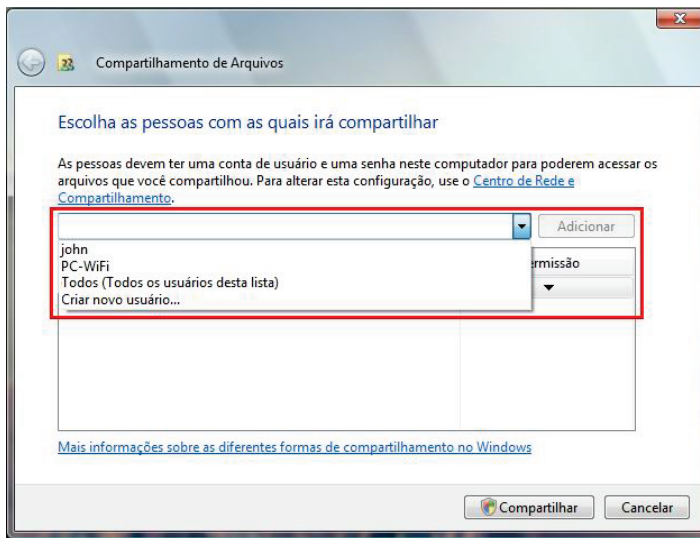 Compartilhamento de Arquivos
Escolha as pessoas com as quais irá compartilhar
As pessoas devem ter uma conta de usuário e uma senha neste computador para poderem acessar os
arquivos que você compartilhou. Para alterar esta configuração, use o Centro de Rede e
Compartilhamento.
Adicionar
john
PC-WiFi
ermissão
Todos (Todos os usuários desta lista)
Criar novo usuário...
Mais informações sobre as diferentes formas de compartilhamento no Windows
Compartilhar Cancelar